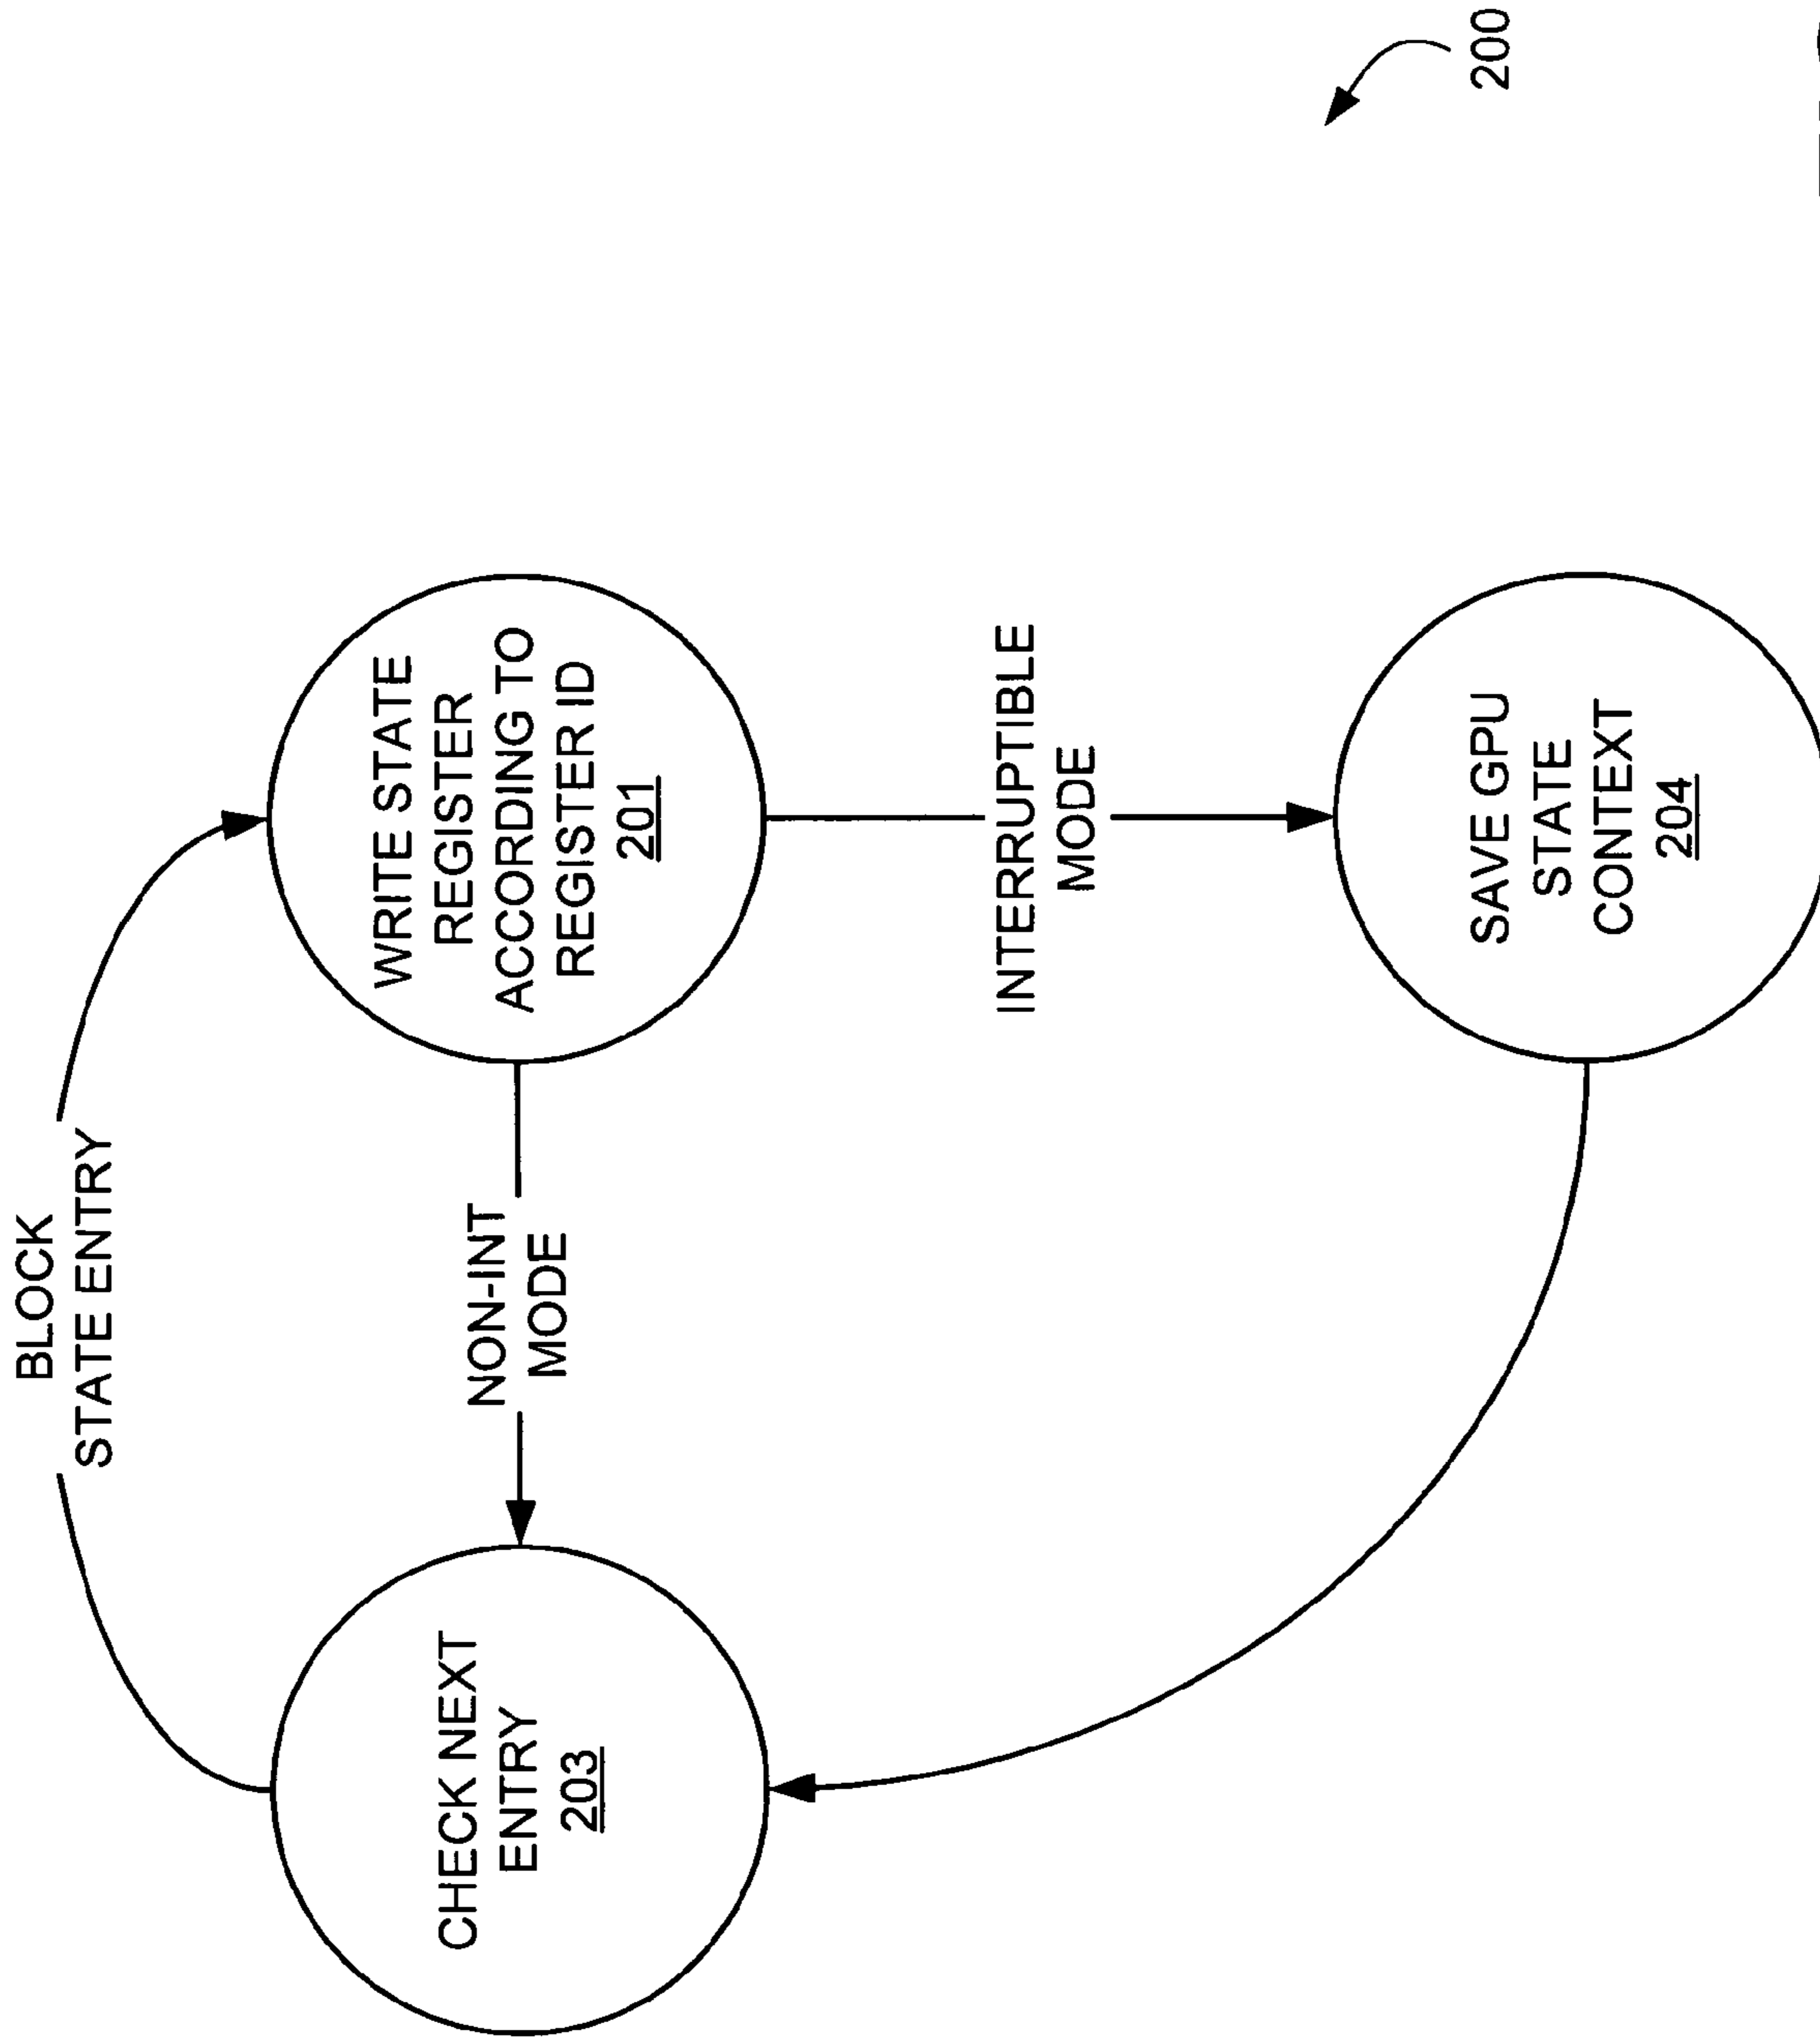 BLOCK
STATE ENTRY
CHECK NEXT
ENTRY
203
NON-INT
MODE
WRITE STATE
REGISTER
ACCORDING TO
REGISTER ID
201
INTERRUPTIBLE
MODE
SAVE GPU
STATE
CONTEXT
204
200